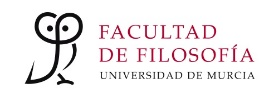 FACULTAD
DE FILOSOFÍA
UNIVERSIDAD DE MURCIA